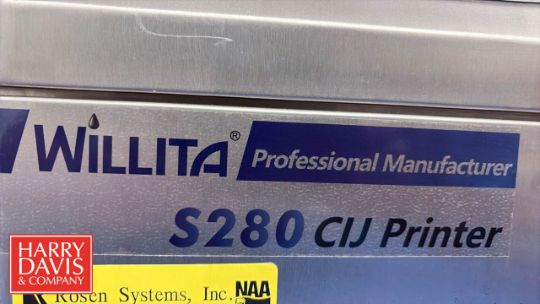 WILLITA® Professional Manufacturer
S280 CIJ Printer
HARRY
DAVIS
& COMPANY
Rosen Systems, Inc. NAA